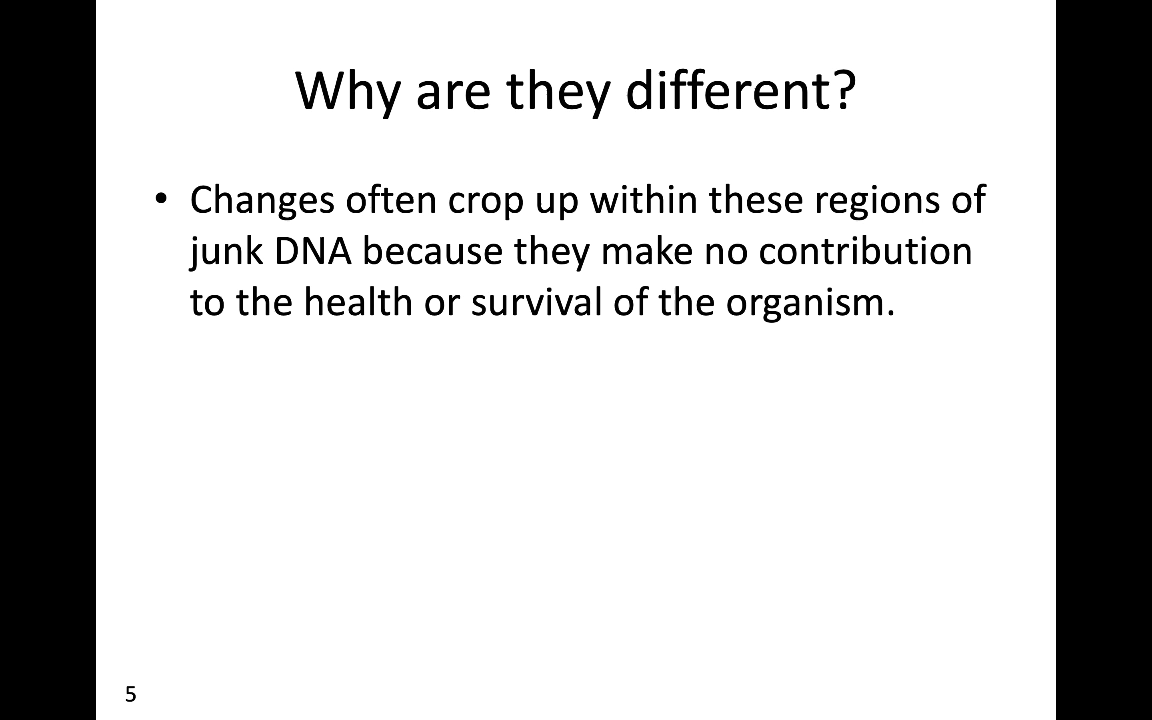 Why are they different?
• Changes often crop up within these regions of
junk DNA because they make no contribution
to the health or survival of the organism.
5